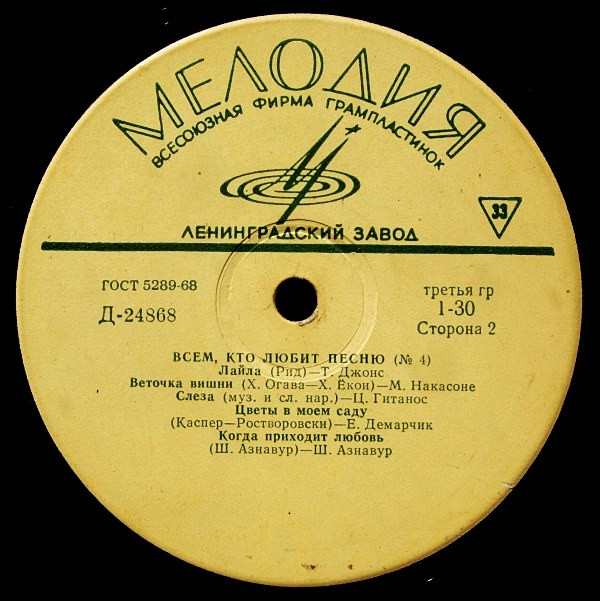 МЕЛОДИЯ
ВСЕСОЮЗНАЯ ФИРМА ГРАМПЛАСТИНОК
33
ЛЕНИНГРАДСКИЙ ЗАВОД
ГОСТ 5289-68
Д-24868
третья гр
1-30
Сторона 2
ВСЕМ, КТО ЛЮБИТ ПЕСНЮ (№ 4)
Лайла (Рид)—Т. Джонс
Веточка вишни (Х. Огава—Х. Ёкои)—М. Накасоне
Слеза (муз. и сл. нар.)—Ц. Гитанос
Цветы в моем саду
(Каспер—Ростворовски)—Е. Демарчик
Когда приходит любовь
(Ш. Азнавур)—Ш. Азнавур